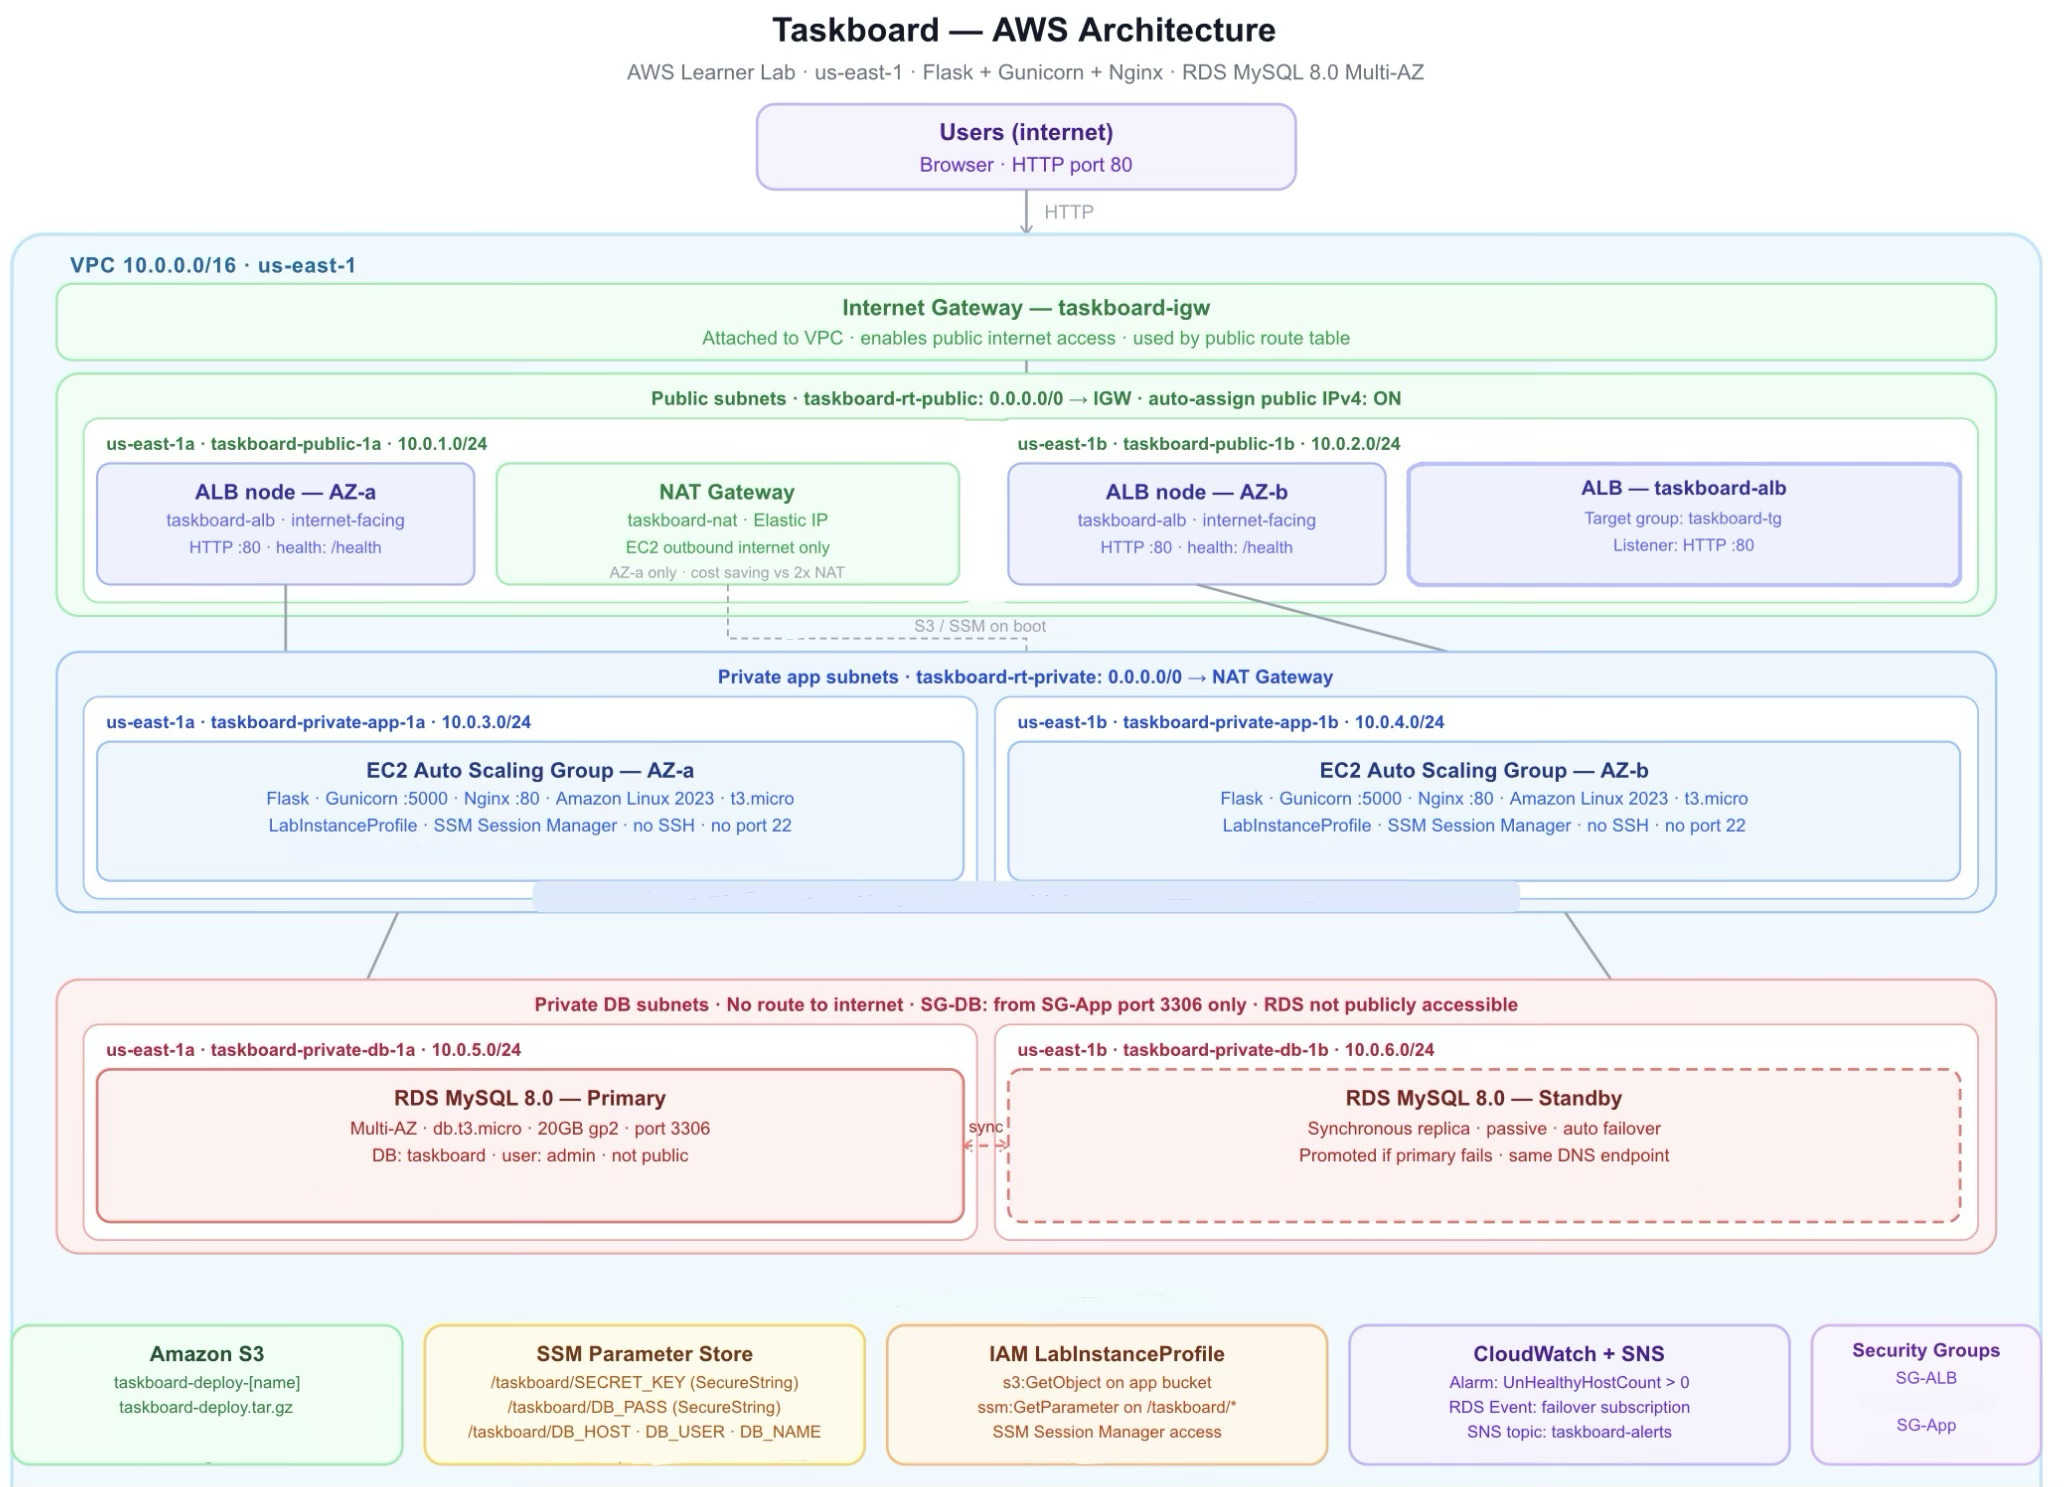 Taskboard — AWS Architecture
AWS Learner Lab · us-east-1 · Flask + Gunicorn + Nginx · RDS MySQL 8.0 Multi-AZ
Users (internet)
Browser · HTTP port 80
HTTP
VPC 10.0.0.0/16 · us-east-1
Internet Gateway — taskboard-igw
Attached to VPC · enables public internet access · used by public route table
Public subnets · taskboard-rt-public: 0.0.0.0/0 → IGW · auto-assign public IPv4: ON
us-east-1a · taskboard-public-1a · 10.0.1.0/24
ALB node — AZ-a
taskboard-alb · internet-facing
HTTP :80 · health: /health
NAT Gateway
taskboard-nat · Elastic IP
EC2 outbound internet only
AZ-a only · cost saving vs 2x NAT
us-east-1b · taskboard-public-1b · 10.0.2.0/24
ALB node — AZ-b
taskboard-alb · internet-facing
HTTP :80 · health: /health
ALB — taskboard-alb
Target group: taskboard-tg
Listener: HTTP :80
S3 / SSM on boot
Private app subnets · taskboard-rt-private: 0.0.0.0/0 → NAT Gateway
us-east-1a · taskboard-private-app-1a · 10.0.3.0/24
EC2 Auto Scaling Group — AZ-a
Flask · Gunicorn :5000 · Nginx :80 · Amazon Linux 2023 · t3.micro
LabInstanceProfile · SSM Session Manager · no SSH · no port 22
us-east-1b · taskboard-private-app-1b · 10.0.4.0/24
EC2 Auto Scaling Group — AZ-b
Flask · Gunicorn :5000 · Nginx :80 · Amazon Linux 2023 · t3.micro
LabInstanceProfile · SSM Session Manager · no SSH · no port 22
Private DB subnets · No route to internet · SG-DB: from SG-App port 3306 only · RDS not publicly accessible
us-east-1a · taskboard-private-db-1a · 10.0.5.0/24
RDS MySQL 8.0 — Primary
Multi-AZ · db.t3.micro · 20GB gp2 · port 3306
DB: taskboard · user: admin · not public
sync
us-east-1b · taskboard-private-db-1b · 10.0.6.0/24
RDS MySQL 8.0 — Standby
Synchronous replica · passive · auto failover
Promoted if primary fails · same DNS endpoint
Amazon S3
taskboard-deploy-[name]
taskboard-deploy.tar.gz
SSM Parameter Store
/taskboard/SECRET_KEY (SecureString)
/taskboard/DB_PASS (SecureString)
/taskboard/DB_HOST · DB_USER · DB_NAME
IAM LabInstanceProfile
s3:GetObject on app bucket
ssm:GetParameter on /taskboard/*
SSM Session Manager access
CloudWatch + SNS
Alarm: UnHealthyHostCount > 0
RDS Event: failover subscription
SNS topic: taskboard-alerts
Security Groups
SG-ALB
SG-App